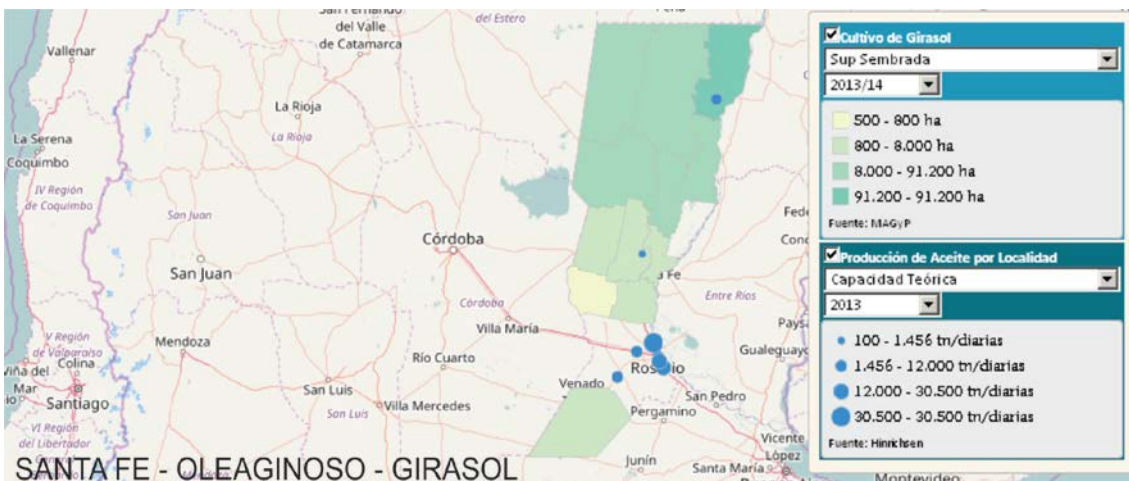 San Fernando
del Valle
de Catamarca
del Estero
Vallenar
La Rioja
La Rioja
La Serena
Coquimbo
IV Región
de Coquimbo
San Juan
San Juan
Córdoba
Córdoba
Villa María
Entre Ríos
V Región
de Valparaíso
Viña del
Mar
Colina
Santiago
VI Región
del Libertador
General
Mendoza
San Luis
San Luis
Villa Mercedes
Río Cuarto
Venado
Rosario
Pergamino
San Pedro
Gualeguay
Junín
Vicente
López
Santa María
Montevideo
SANTA FE - OLEAGINOSO - GIRASOL
Cultivo de Girasol
Sup Sembrada
2013/14
500 - 800 ha
800 - 8.000 ha
8.000 - 91.200 ha
91.200 - 91.200 ha
Fuente: MAGyP
Producción de Aceite por Localidad
Capacidad Teórica
2013
100 - 1.456 tn/diarias
1.456 - 12.000 tn/diarias
12.000 - 30.500 tn/diarias
30.500 - 30.500 tn/diarias
Fuente: Hinrichsen